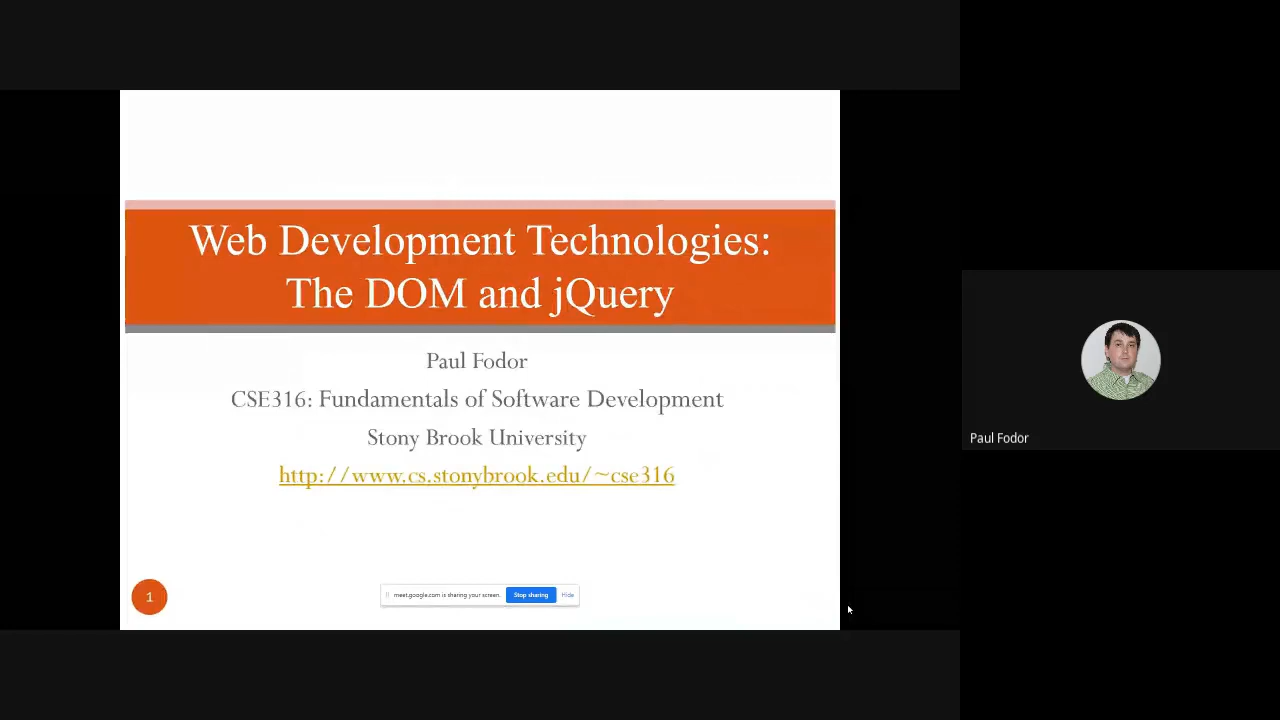 Web Development Technologies:
The DOM and jQuery
Paul Fodor
CSE316: Fundamentals of Software Development
Stony Brook University
http://www.cs.stonybrook.edu/~cse316
1
meet.google.com is sharing your screen.
Stop sharing
Hide
Paul Fodor